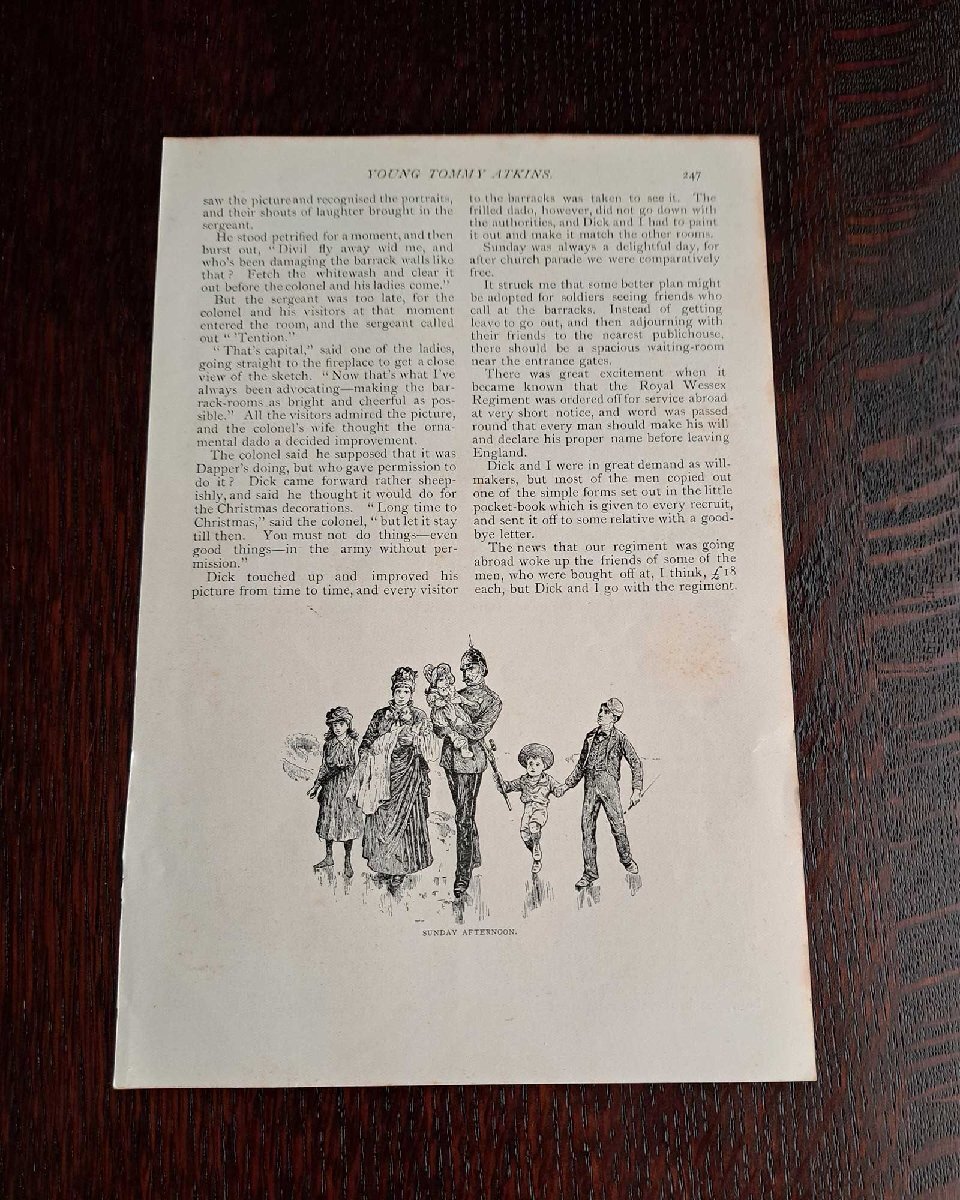 YOUNG TOMMY ATKINS. 247
saw the picture and recognised the portraits,
and their shouts of laughter brought in the
sergeant.
He stood petrified for a moment, and then
burst out, “Divil fly away wid me, and
who's been damaging the barrack walls like
that? Fetch the whitewash and clear it
out before the colonel and his ladies come.”
But the sergeant was too late, for the
colonel and his visitors at that moment
entered the room, and the sergeant called
out “'Tention.”
“That's capital,” said one of the ladies,
going straight to the fireplace to get a close
view of the sketch. “Now that's what I've
always been advocating—making the bar-
rack-rooms as bright and cheerful as pos-
sible.” All the visitors admired the picture,
and the colonel's wife thought the orna-
mental dado a decided improvement.
The colonel said he supposed that it was
Dapper's doing, but who gave permission to
do it? Dick came forward rather sheep-
ishly, and said he thought it would do for
the Christmas decorations. “Long time to
Christmas,” said the colonel, “but let it stay
till then. You must not do things—even
good things—in the army without per-
mission.”
Dick touched up and improved his
picture from time to time, and every visitor
to the barracks was taken to see it. The
frilled dado, however, did not go down with
the authorities, and Dick and I had to paint
it out and make it match the other rooms.
Sunday was always a delightful day, for
after church parade we were comparatively
free.
It struck me that some better plan might
be adopted for soldiers seeing friends who
call at the barracks. Instead of getting
leave to go out, and then adjourning with
their friends to the nearest publichouse,
there should be a spacious waiting-room
near the entrance gates.
There was great excitement when it
became known that the Royal Wessex
Regiment was ordered off for service abroad
at very short notice, and word was passed
round that every man should make his will
and declare his proper name before leaving
England.
Dick and I were in great demand as will-
makers, but most of the men copied out
one of the simple forms set out in the little
pocket-book which is given to every recruit,
and sent it off to some relative with a good-
bye letter.
The news that our regiment was going
abroad woke up the friends of some of the
men, who were bought off at, I think, £18
each, but Dick and I go with the regiment.
SUNDAY AFTERNOON.